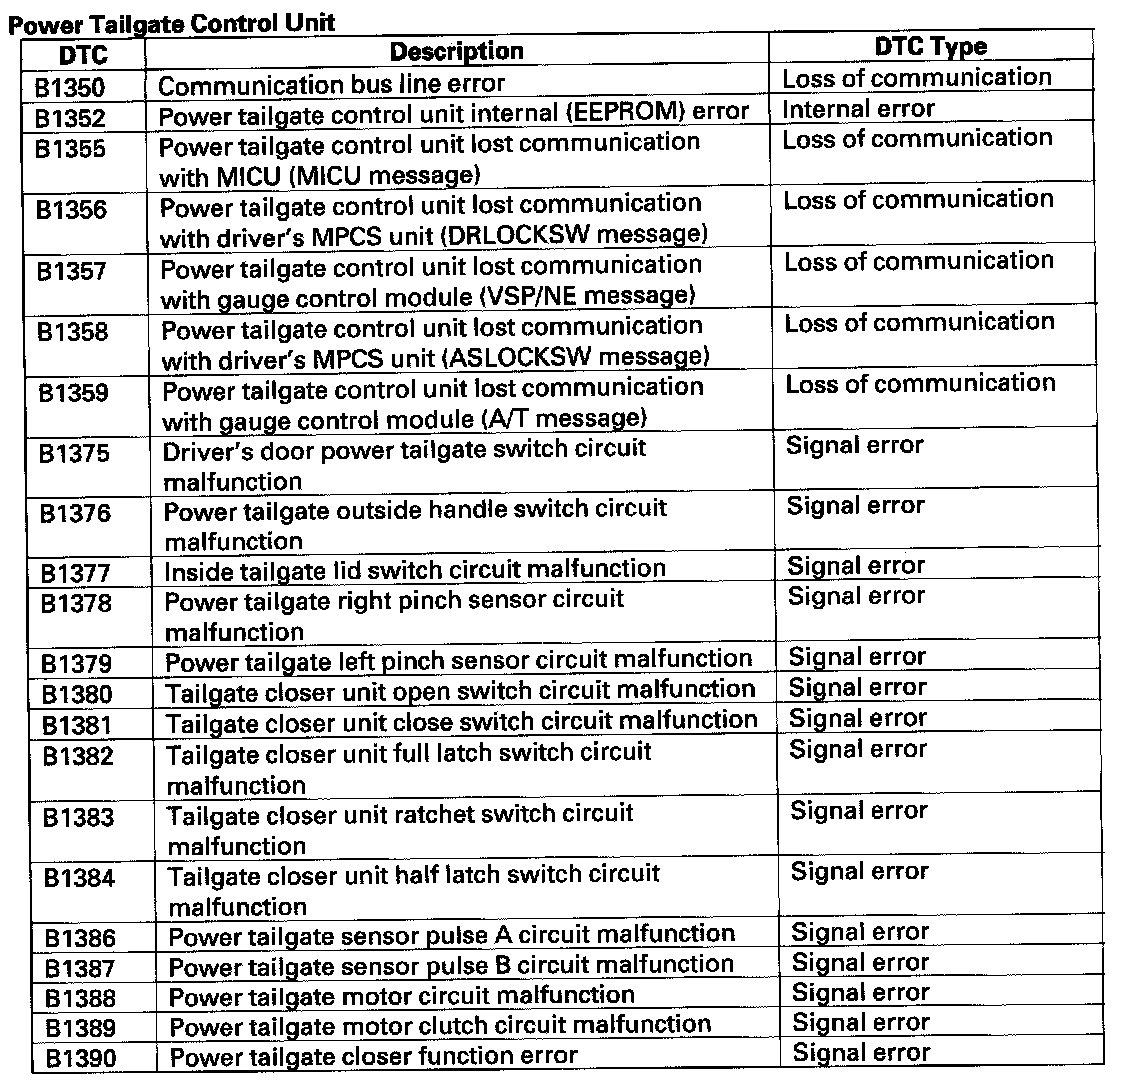 Power Tailgate Control Unit
DTC Description DTC Type
B1350 Communication bus line error Loss of communication
B1352 Power tailgate control unit internal (EEPROM) error Internal error
B1355 Power tailgate control unit lost communication Loss of communication
with MICU (MICU message)
B1356 Power tailgate control unit lost communication Loss of communication
with driver's MPCS unit (DRLOCKSW message)
B1357 Power tailgate control unit lost communication Loss of communication
with gauge control module (VSP/NE message)
B1358 Power tailgate control unit lost communication Loss of communication
with driver's MPCS unit (ASLOCKSW message)
B1359 Power tailgate control unit lost communication Loss of communication
with gauge control module (A/T message)
B1375 Driver's door power tailgate switch circuit Signal error
malfunction
B1376 Power tailgate outside handle switch circuit Signal error
malfunction
B1377 Inside tailgate lid switch circuit malfunction Signal error
B1378 Power tailgate right pinch sensor circuit Signal error
malfunction
B1379 Power tailgate left pinch sensor circuit malfunction Signal error
B1380 Tailgate closer unit open switch circuit malfunction Signal error
B1381 Tailgate closer unit close switch circuit malfunction Signal error
B1382 Tailgate closer unit full latch switch circuit Signal error
malfunction
B1383 Tailgate closer unit ratchet switch circuit Signal error
malfunction
B1384 Tailgate closer unit half latch switch circuit Signal error
malfunction
B1386 Power tailgate sensor pulse A circuit malfunction Signal error
B1387 Power tailgate sensor pulse B circuit malfunction Signal error
B1388 Power tailgate motor circuit malfunction Signal error
B1389 Power tailgate motor clutch circuit malfunction Signal error
B1390 Power tailgate closer function error Signal error